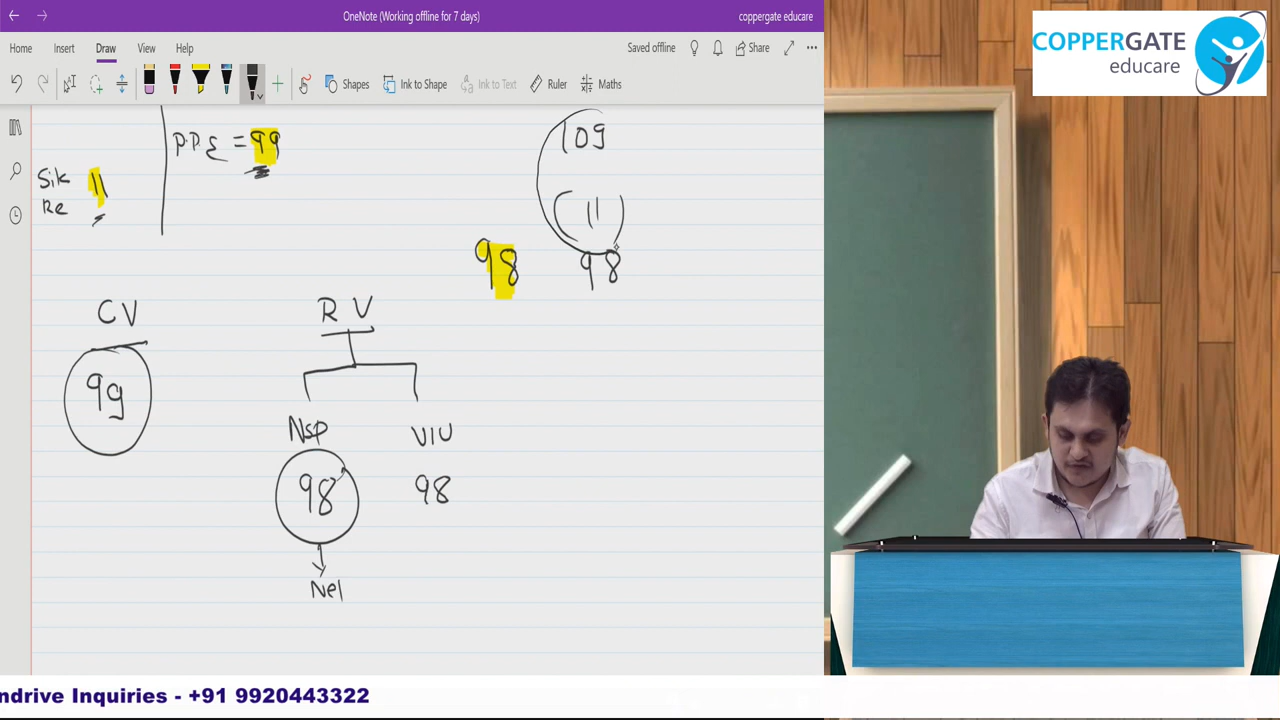 OneNote (Working offline for 7 days)
coppergate educare
Home Insert Draw View Help
Saved offline
Share
Shapes
Ink to Shape
Ink to Text
Ruler
Maths
COPPERGATE
educare
P.P.E = 99
Sik 11
Re
109
(11)
98 98
CV
RV
99
NSP VIU
98 98
Nel
ndrive Inquiries - +91 9920443322